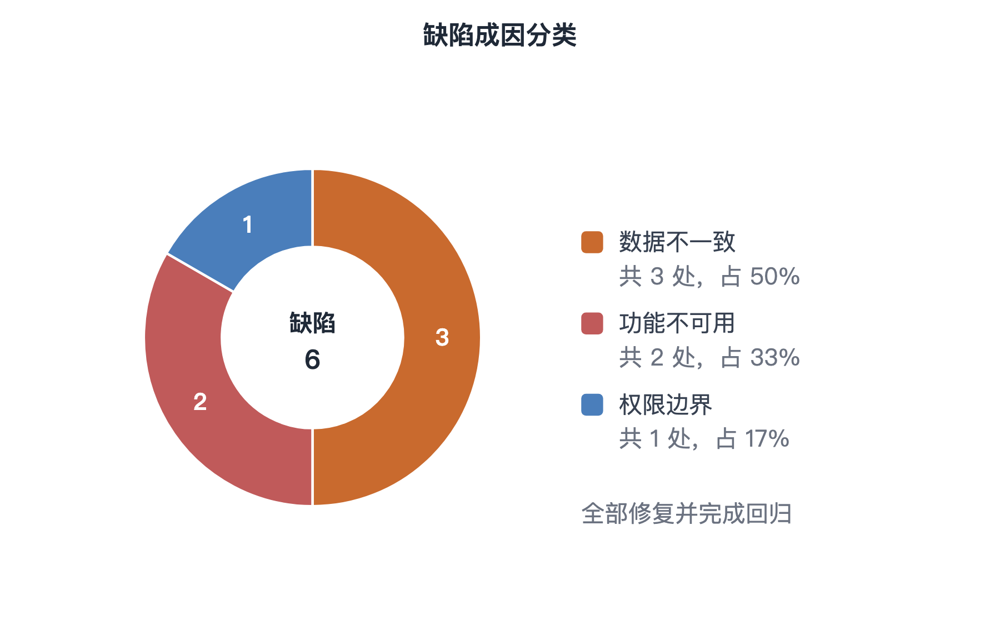 缺陷成因分类
1
3
2
缺陷
6
数据不一致
共 3 处，占 50%
功能不可用
共 2 处，占 33%
权限边界
共 1 处，占 17%
全部修复并完成回归